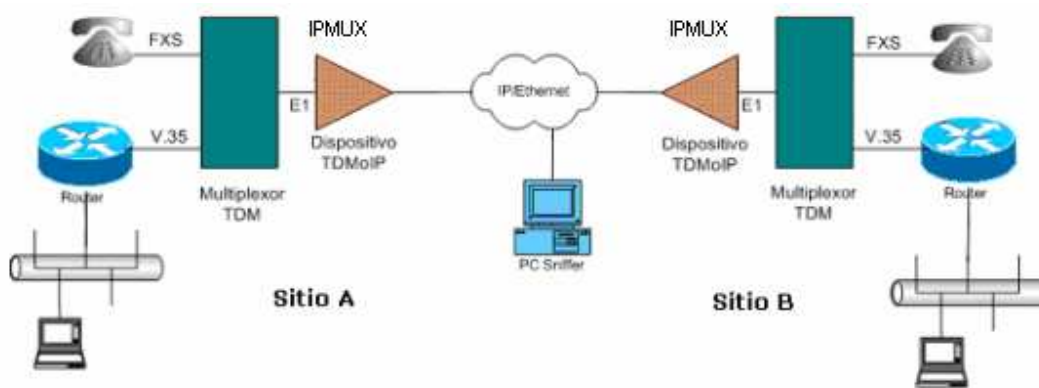 IPMUX
IPMUX
FXS
FXS
E1
IP/Ethernet
E1
V.35
Dispositivo
TDMoIP
Dispositivo
TDMoIP
V.35
Router
Multiplexor
TDM
PC Sniffer
Multiplexor
TDM
Router
Sitio A
Sitio B